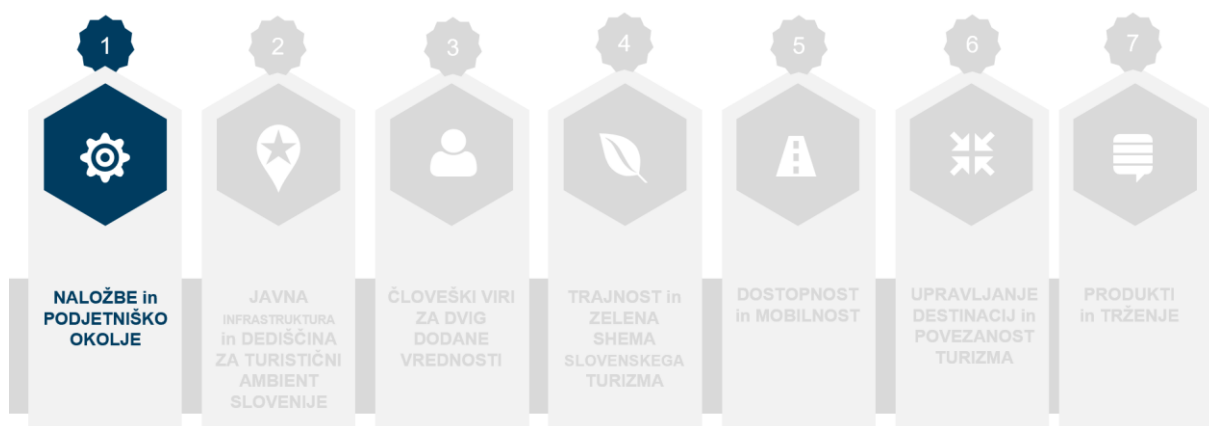 1
NALOŽBE in
PODJETNIŠKO
OKOLJE
2
JAVNA
INFRASTRUKTURA
in DEDIŠČINA
ZA TURISTIČNI
AMBIENT
SLOVENIJE
3
ČLOVEŠKI VIRI
ZA DVIG
DODANE
VREDNOSTI
4
TRAJNOST in
ZELENA
SHEMA
SLOVENSKEGA
TURIZMA
5
DOSTOPNOST
in MOBILNOST
6
UPRAVLJANJE
DESTINACIJ in
POVEZANOST
TURIZMA
7
PRODUKTI
in TRŽENJE